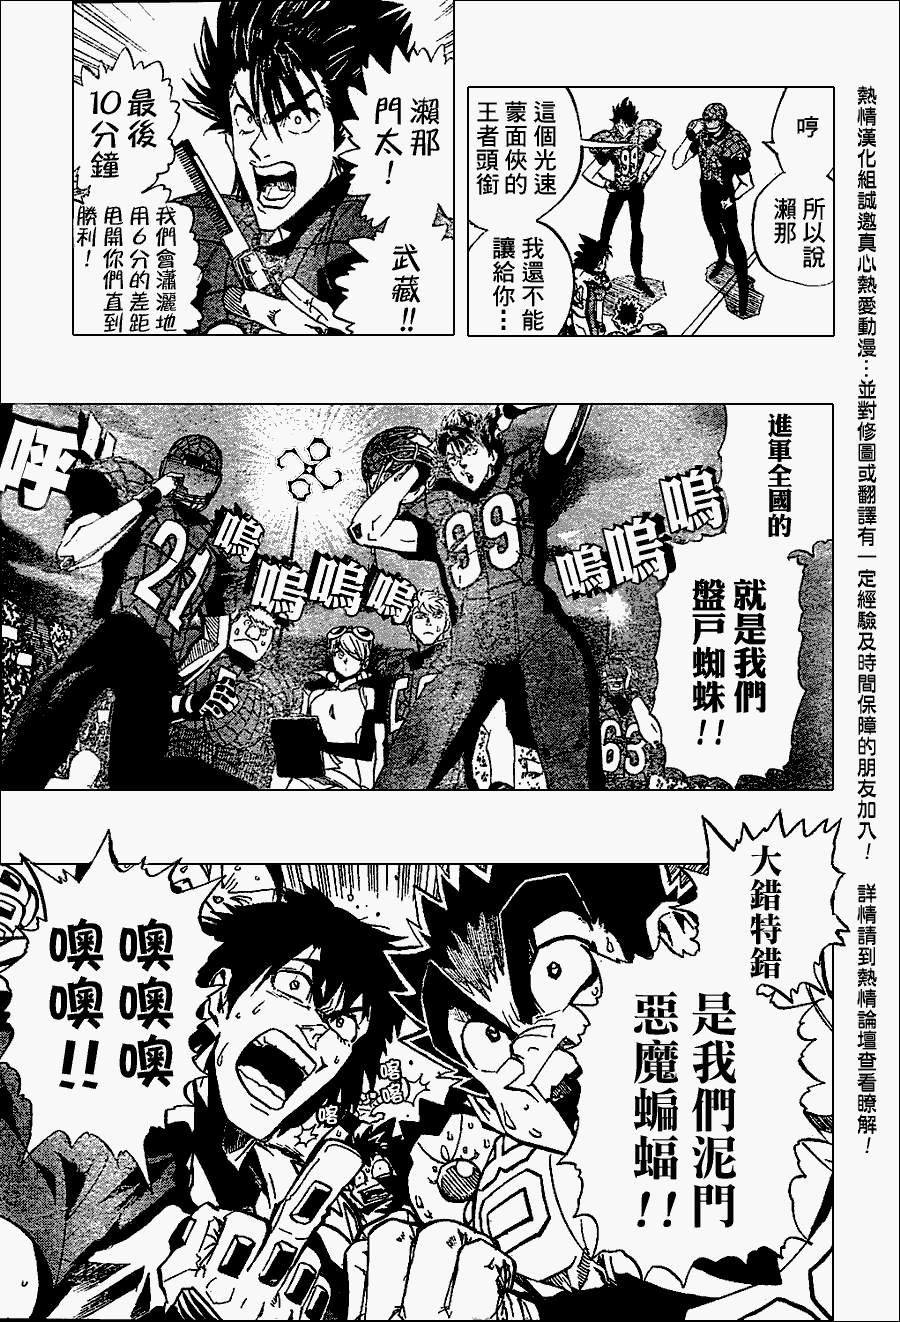 哼
所以說
瀨那
這個光速
蒙面俠的
王者頭銜
我還不能
讓給你…
瀨那
門太！
武藏！！
最後
10分鐘
我們會瀟灑地
用6分的差距
甩開你們直到
勝利！
進軍全國的
就是我們
盤戸蜘蛛！！
嗚嗚嗚
嗚嗚嗚嗚
呼
99
21
63
大錯特錯
是我們泥門
惡魔蝙蝠！！
噢噢噢
噢噢！！
喀喀
喀
熱情漢化組誠邀真心熱愛動漫…並對修圖或翻譯有一定經驗及時間保障的朋友加入！　詳情請到熱情論壇查看瞭解！